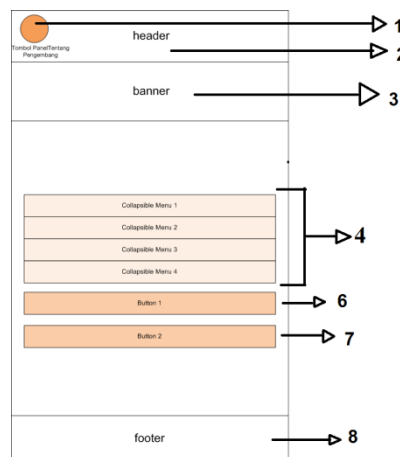 1
header
Tombol PanelTentang
Pengembang
2
banner
3
Collapsible Menu 1
Collapsible Menu 2
4
Collapsible Menu 3
Collapsible Menu 4
Button 1
6
Button 2
7
footer
8